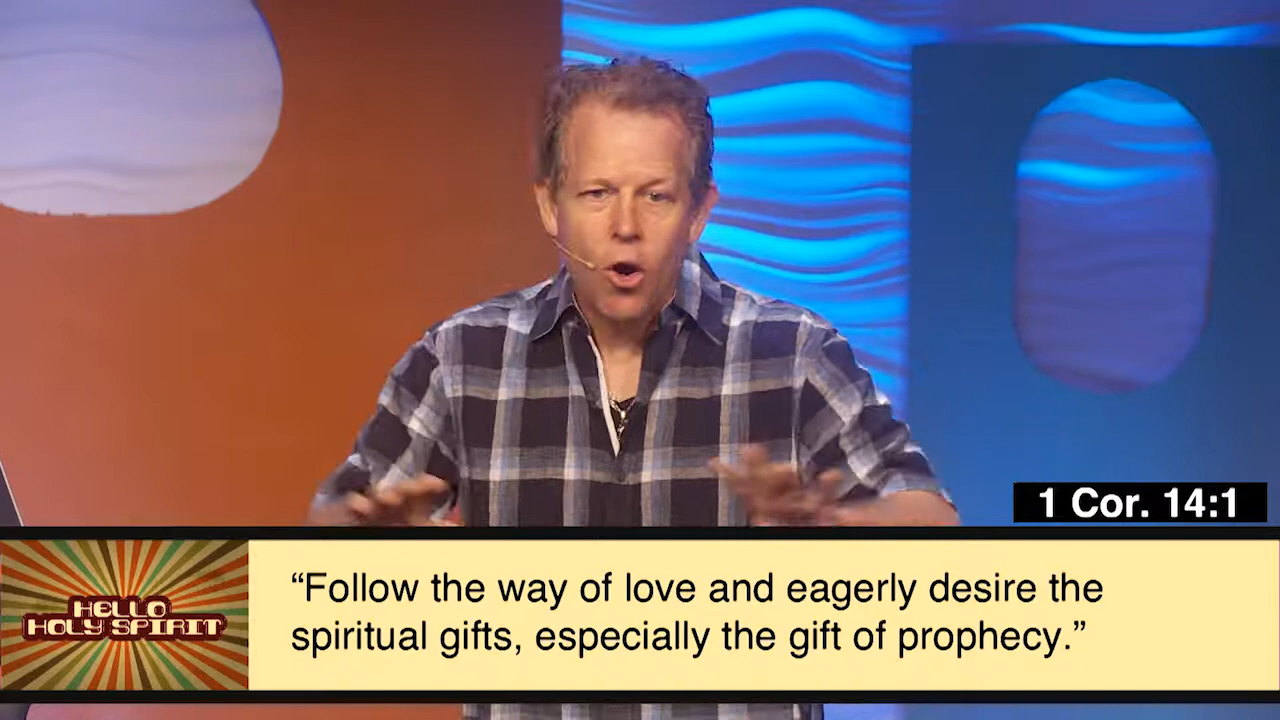 1 Cor. 14:1
HELLO
HOLY SPIRIT
“Follow the way of love and eagerly desire the
spiritual gifts, especially the gift of prophecy.”